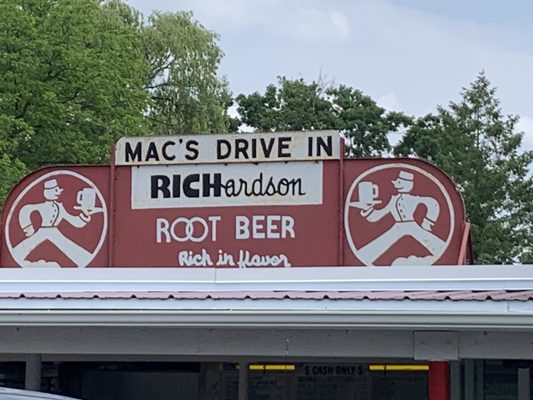 MAC'S DRIVE IN
RICHardson
ROOT BEER
Rich in flavor
$ CASH ONLY $